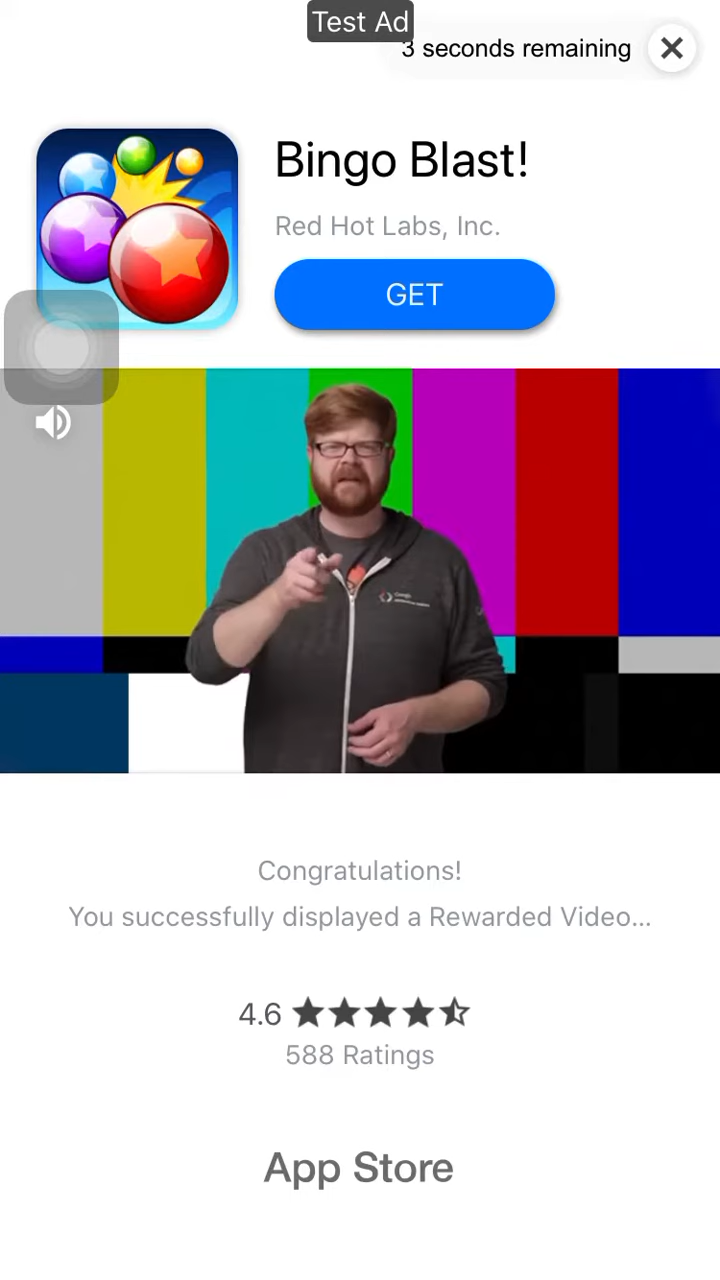 Test Ad
3 seconds remaining
Bingo Blast!
Red Hot Labs, Inc.
GET
Congratulations!
You successfully displayed a Rewarded Video...
4.6
588 Ratings
App Store